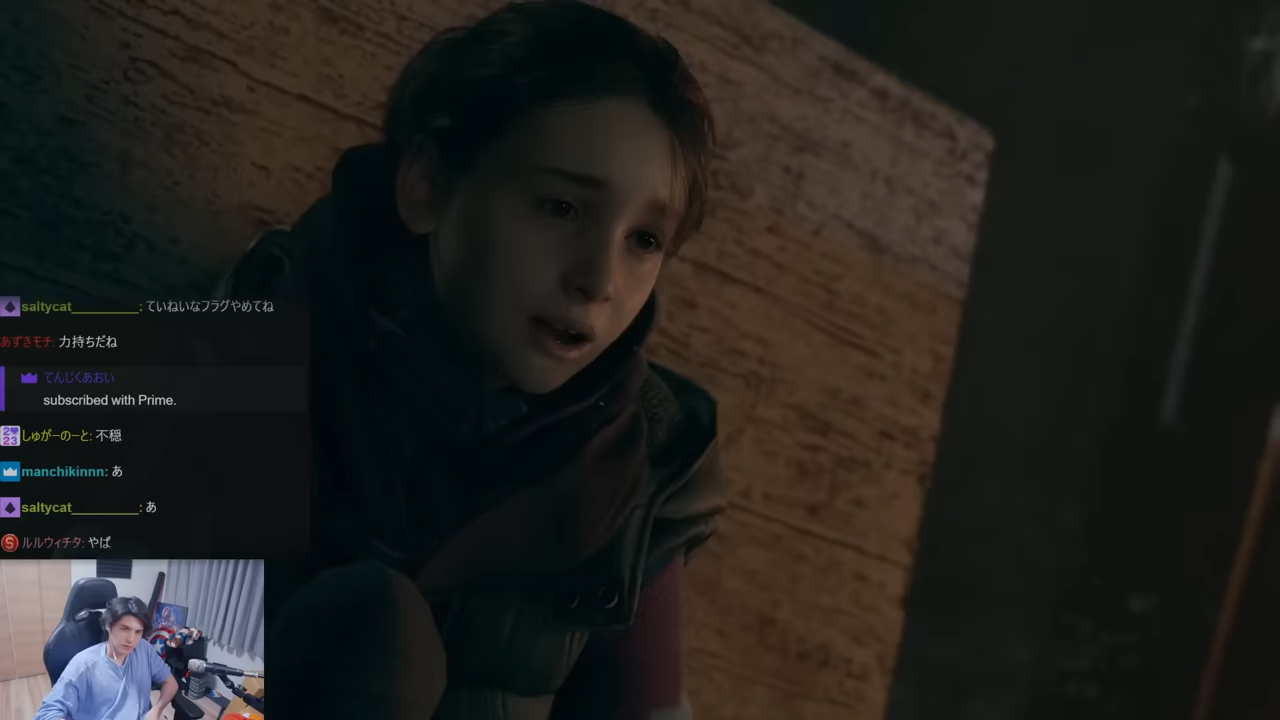 saltycat_________: ていねいなフラグやめてね
あずきモチ: 力持ちだね
てんじくあおい
subscribed with Prime.
しゅがーのーと: 不穏
manchikinnn: あ
saltycat_________: あ
ルルウィチタ: やば